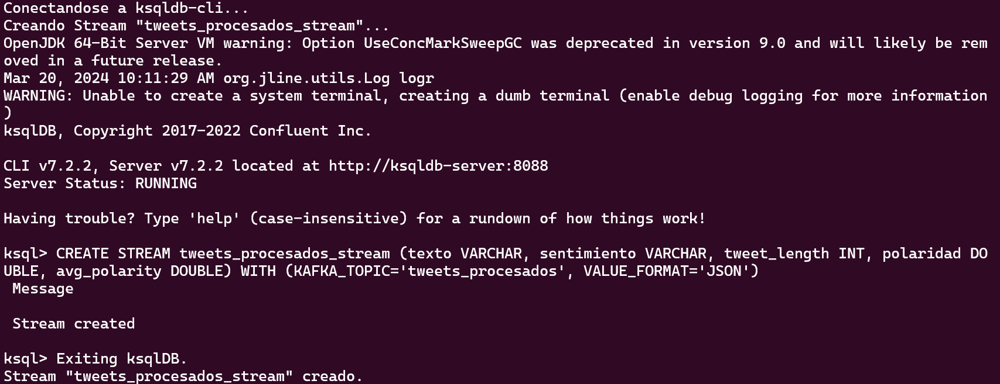 Conectandose a ksqldb-cli...
Creando Stream "tweets_procesados_stream"...
OpenJDK 64-Bit Server VM warning: Option UseConcMarkSweepGC was deprecated in version 9.0 and will likely be rem
oved in a future release.
Mar 20, 2024 10:11:29 AM org.jline.utils.Log logr
WARNING: Unable to create a system terminal, creating a dumb terminal (enable debug logging for more information
)
ksqlDB, Copyright 2017-2022 Confluent Inc.
CLI v7.2.2, Server v7.2.2 located at http://ksqldb-server:8088
Server Status: RUNNING
Having trouble? Type 'help' (case-insensitive) for a rundown of how things work!
ksql> CREATE STREAM tweets_procesados_stream (texto VARCHAR, sentimiento VARCHAR, tweet_length INT, polaridad DO
UBLE, avg_polarity DOUBLE) WITH (KAFKA_TOPIC='tweets_procesados', VALUE_FORMAT='JSON')
Message
Stream created
ksql> Exiting ksqlDB.
Stream "tweets_procesados_stream" creado.